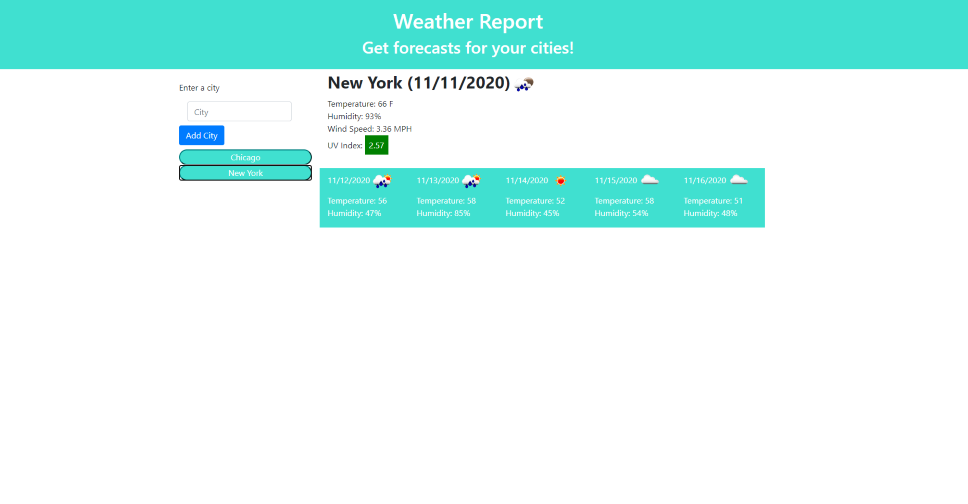 Weather Report
Get forecasts for your cities!
Enter a city
City
Add City
Chicago
New York
New York (11/11/2020)
Temperature: 66 F
Humidity: 93%
Wind Speed: 3.36 MPH
UV Index: 2.57
11/12/2020
Temperature: 56
Humidity: 47%
11/13/2020
Temperature: 58
Humidity: 85%
11/14/2020
Temperature: 52
Humidity: 45%
11/15/2020
Temperature: 58
Humidity: 54%
11/16/2020
Temperature: 51
Humidity: 48%